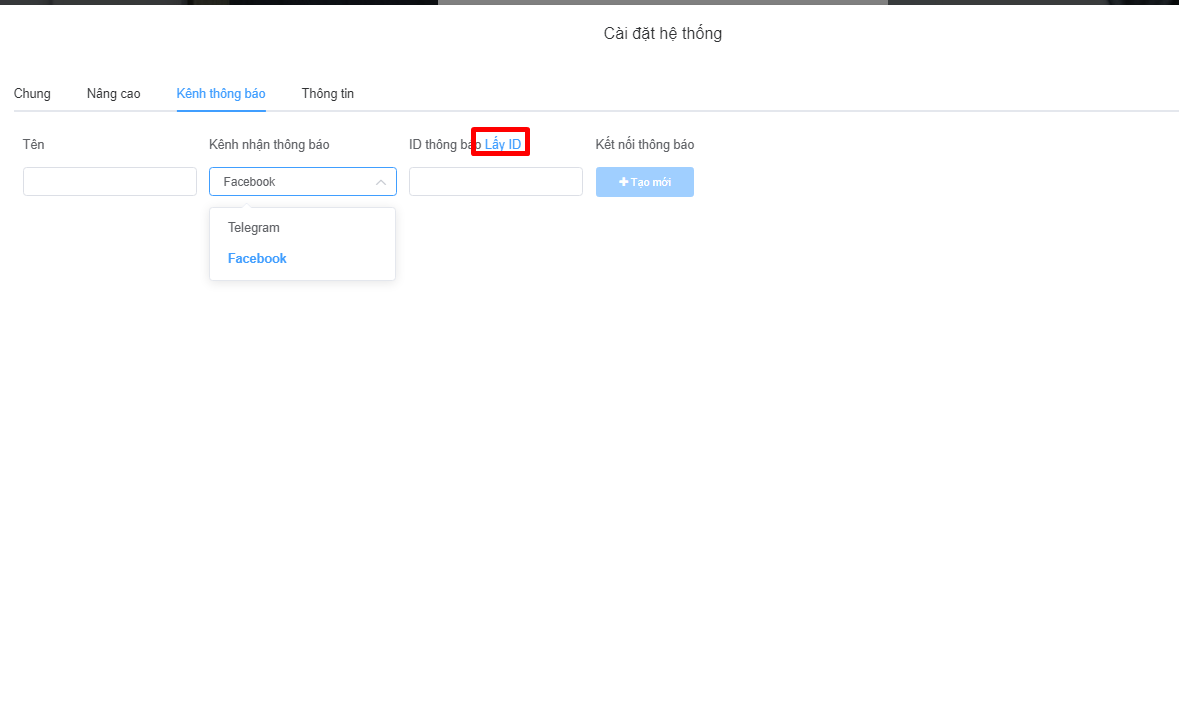 Cài đặt hệ thống
Chung Nâng cao Kênh thông báo Thông tin
Tên Kênh nhận thông báo ID thông báo Lấy ID Kết nối thông báo
Facebook + Tạo mới
Telegram
Facebook